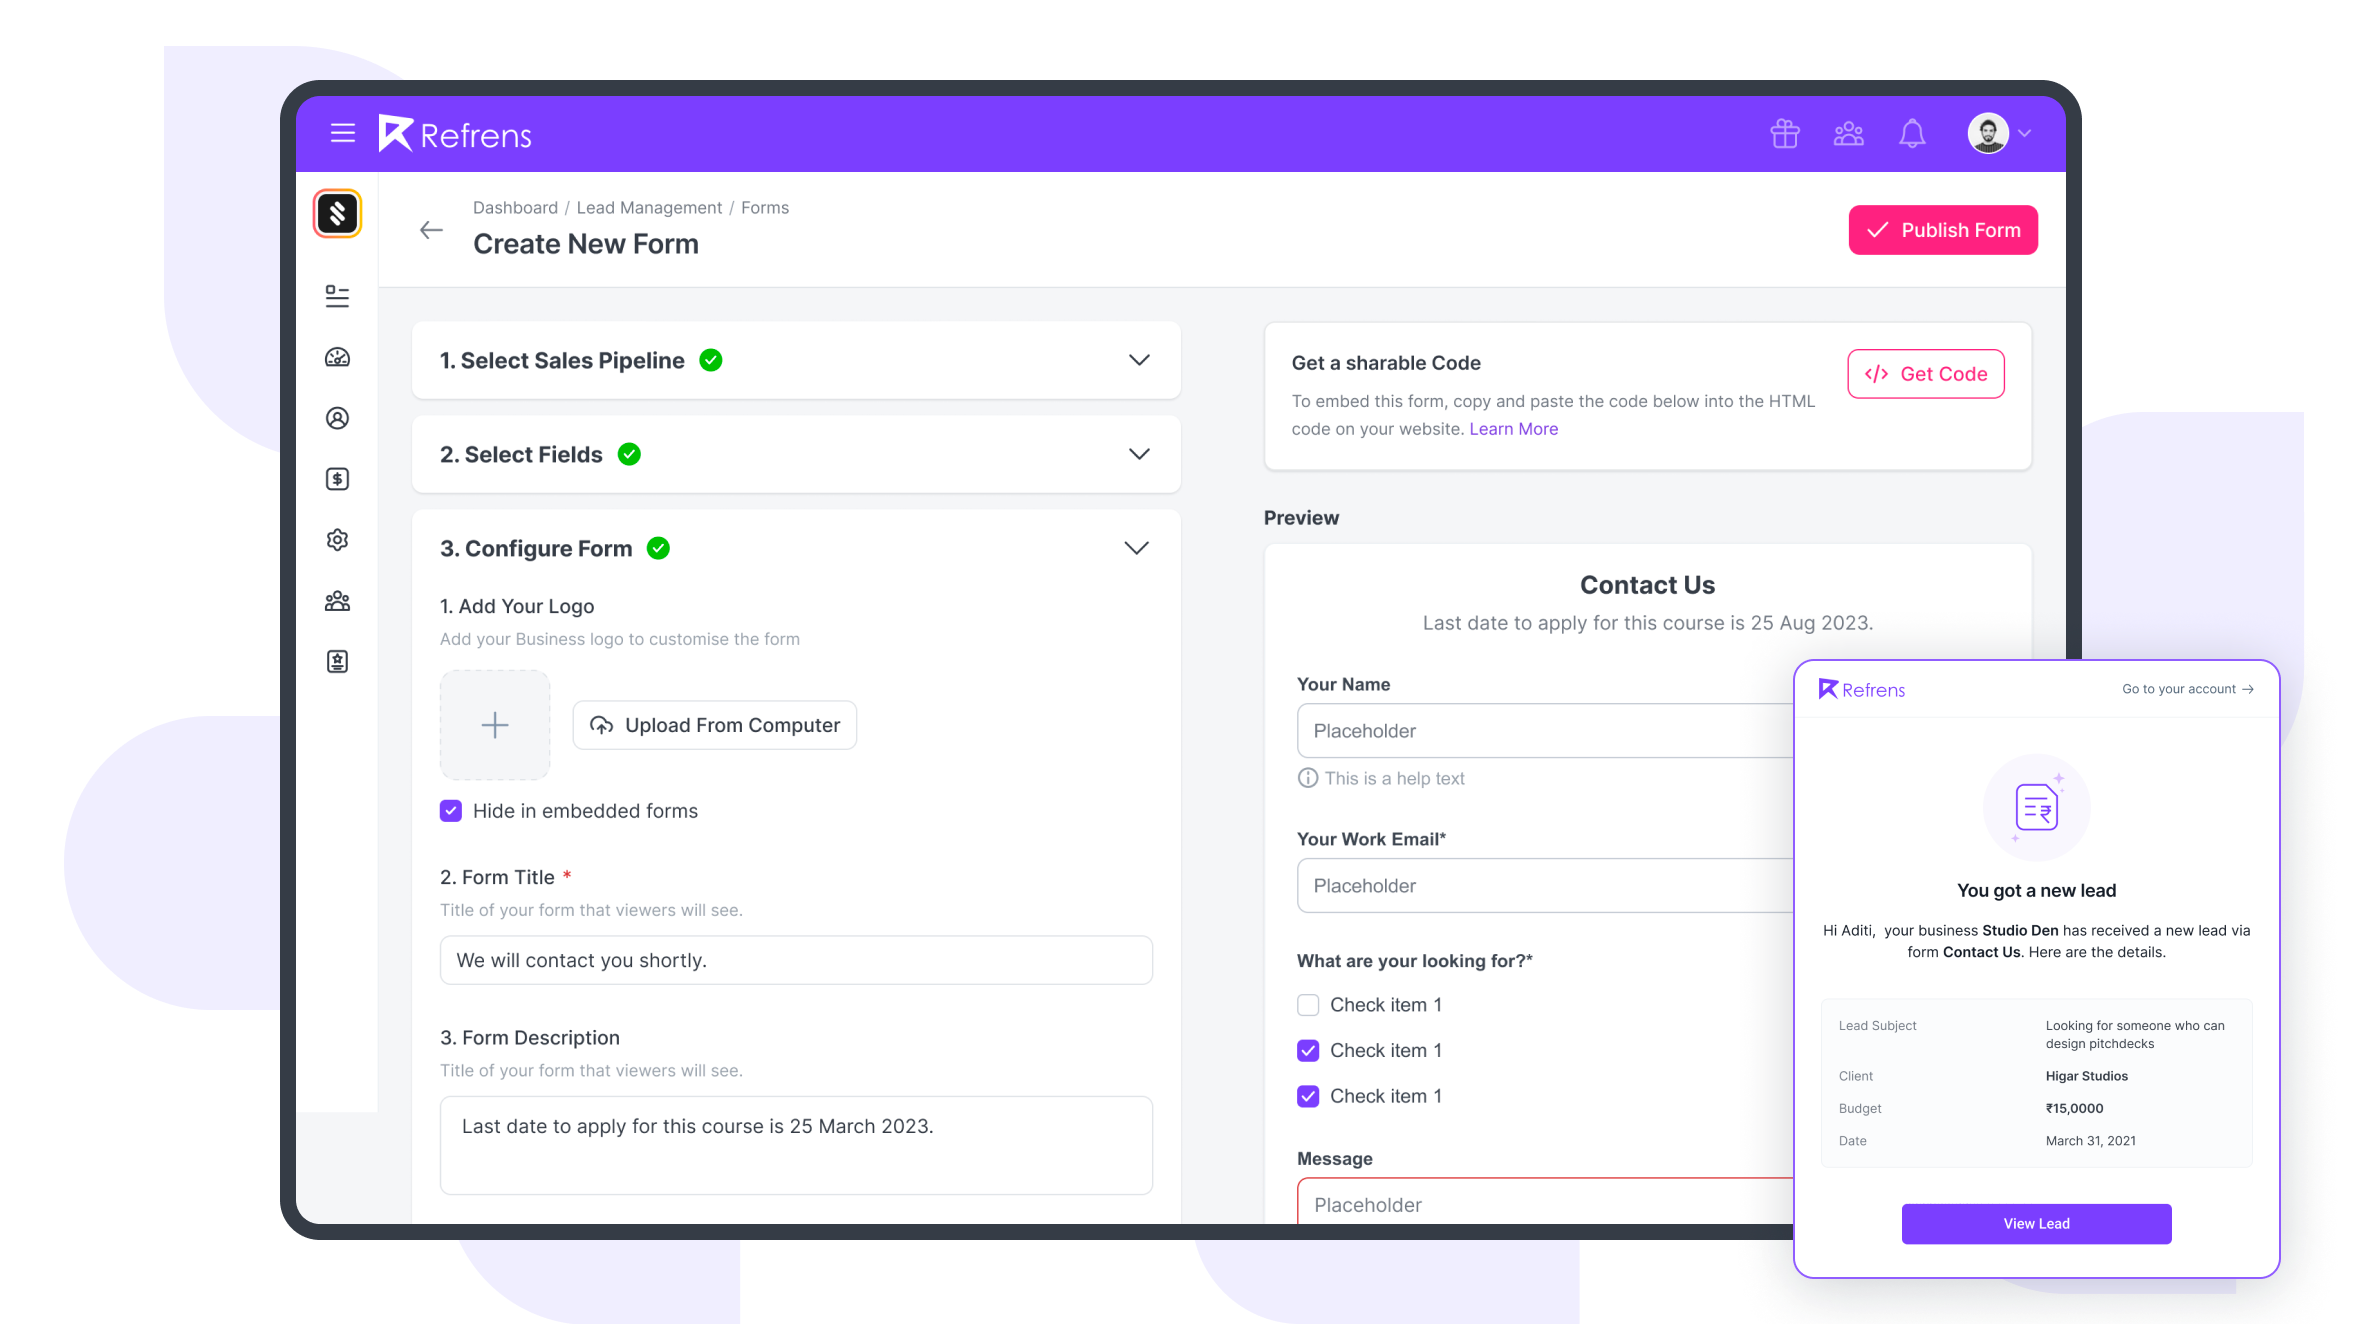 Refrens
Dashboard / Lead Management / Forms
Create New Form
Publish Form
1. Select Sales Pipeline
2. Select Fields
3. Configure Form
1. Add Your Logo
Add your Business logo to customise the form
Upload From Computer
Hide in embedded forms
2. Form Title *
Title of your form that viewers will see.
We will contact you shortly.
3. Form Description
Title of your form that viewers will see.
Last date to apply for this course is 25 March 2023.
Get a sharable Code
To embed this form, copy and paste the code below into the HTML
code on your website. Learn More
</> Get Code
Preview
Contact Us
Last date to apply for this course is 25 Aug 2023.
Your Name
Placeholder
This is a help text
Your Work Email*
Placeholder
What are your looking for?*
Check item 1
Check item 1
Check item 1
Message
Placeholder
Refrens
Go to your account →
You got a new lead
Hi Aditi, your business Studio Den has received a new lead via
form Contact Us. Here are the details.
Lead Subject
Looking for someone who can
design pitchdecks
Client
Higar Studios
Budget
₹15,0000
Date
March 31, 2021
View Lead